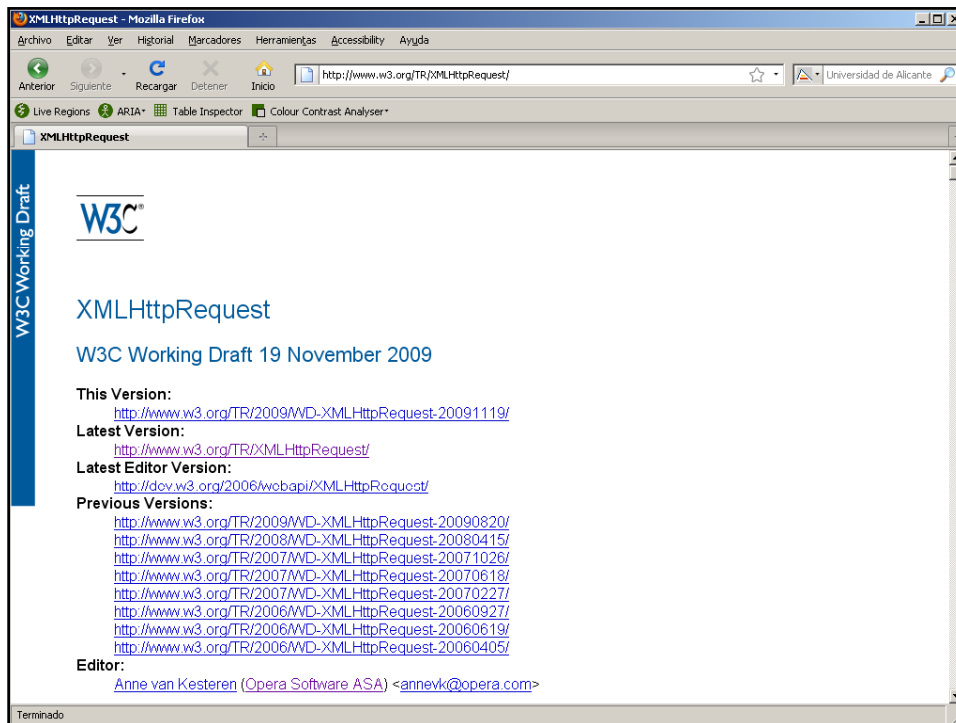 XMLHttpRequest - Mozilla Firefox
Archivo Editar Ver Historial Marcadores Herramientas Accessibility Ayuda
Anterior Siguiente Recargar Detener Inicio http://www.w3.org/TR/XMLHttpRequest/ Universidad de Alicante
Live Regions ARIA Table Inspector Colour Contrast Analyser
XMLHttpRequest
W3C Working Draft
W3C®
XMLHttpRequest
W3C Working Draft 19 November 2009
This Version:
http://www.w3.org/TR/2009/WD-XMLHttpRequest-20091119/
Latest Version:
http://www.w3.org/TR/XMLHttpRequest/
Latest Editor Version:
http://dev.w3.org/2006/webapi/XMLHttpRequest/
Previous Versions:
http://www.w3.org/TR/2009/WD-XMLHttpRequest-20090820/
http://www.w3.org/TR/2008/WD-XMLHttpRequest-20080415/
http://www.w3.org/TR/2007/WD-XMLHttpRequest-20071026/
http://www.w3.org/TR/2007/WD-XMLHttpRequest-20070618/
http://www.w3.org/TR/2007/WD-XMLHttpRequest-20070227/
http://www.w3.org/TR/2006/WD-XMLHttpRequest-20060927/
http://www.w3.org/TR/2006/WD-XMLHttpRequest-20060619/
http://www.w3.org/TR/2006/WD-XMLHttpRequest-20060405/
Editor:
Anne van Kesteren (Opera Software ASA) <annevk@opera.com>
Terminado